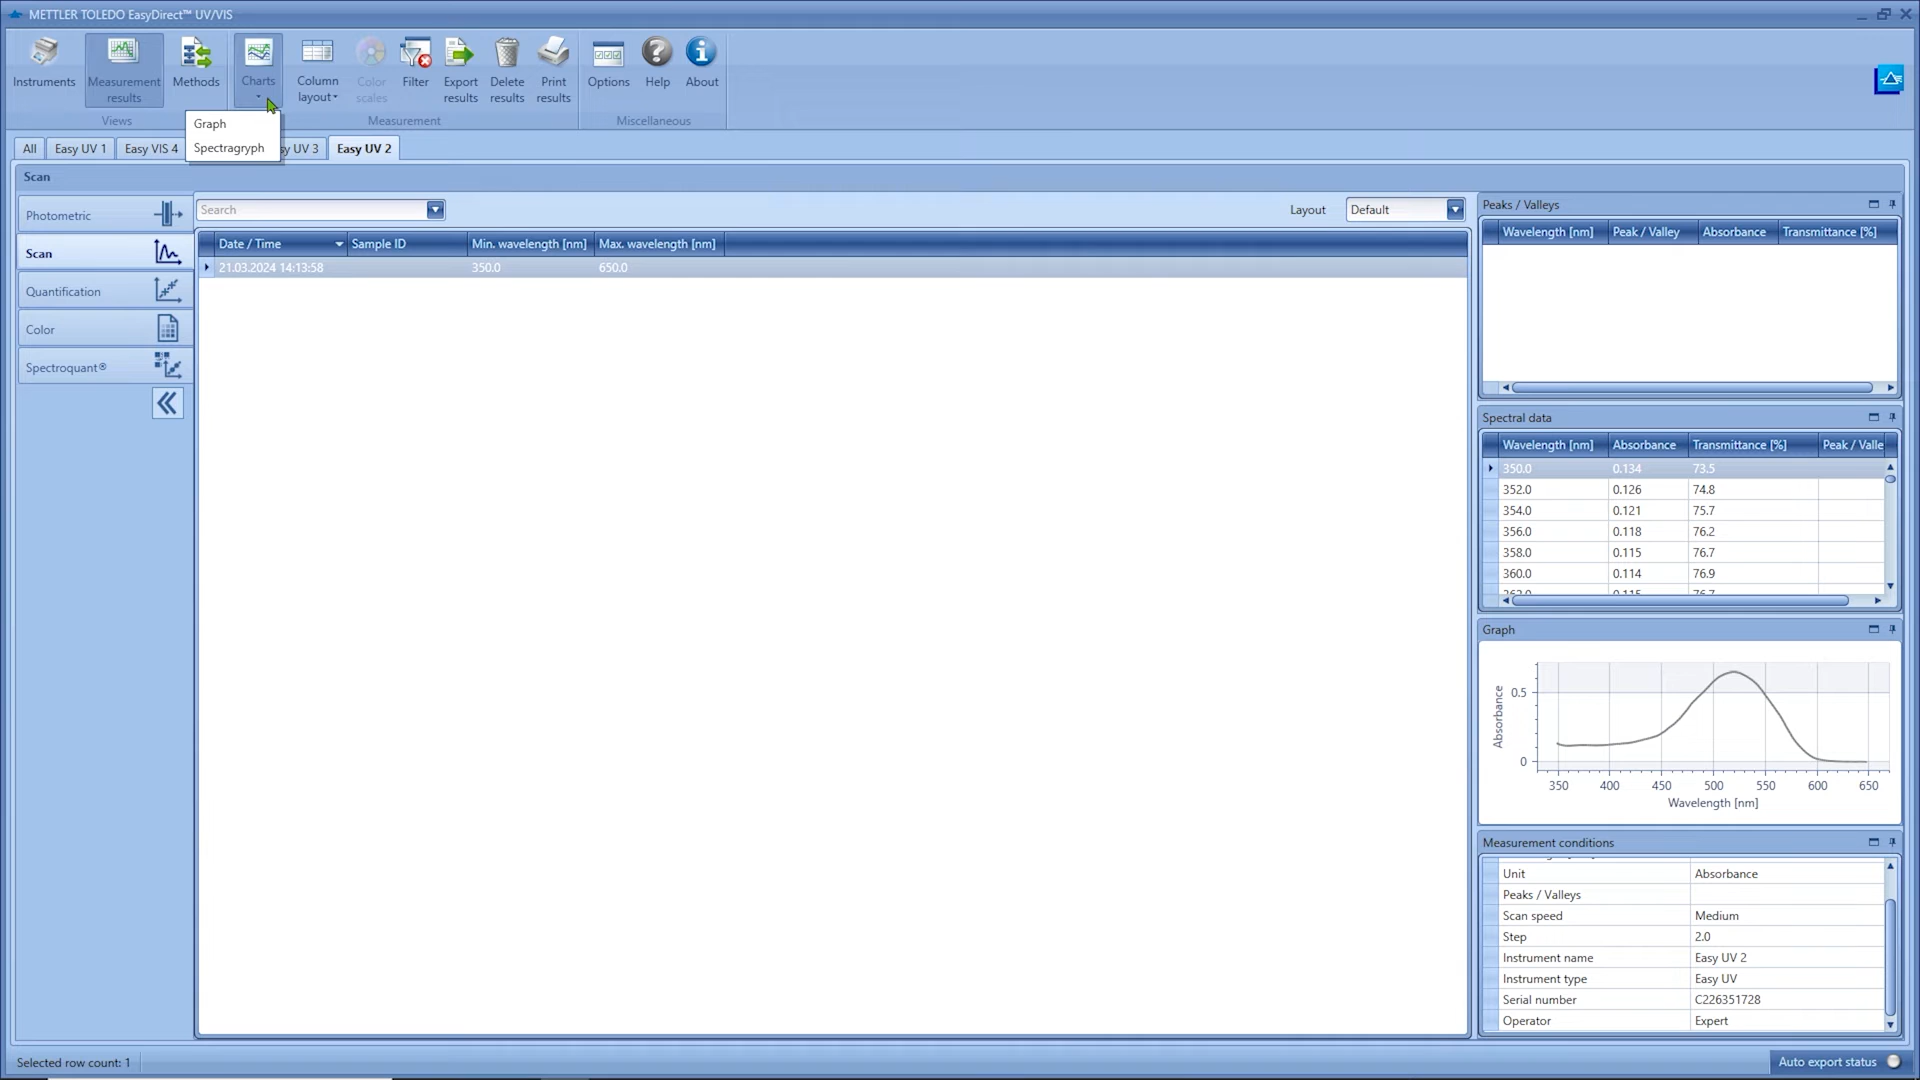 METTLER TOLEDO EasyDirect™ UV/VIS
Instruments
Measurement
results
Methods
Charts
Column
layout
Color
scales
Filter
Export
results
Delete
results
Print
results
Options
Help
About
Views
Measurement
Miscellaneous
Graph
Spectragryph
All
Easy UV 1
Easy VIS 4
sy UV 3
Easy UV 2
Scan
Photometric
Scan
Quantification
Color
Spectroquant®
Search
Layout
Default
Date / Time
Sample ID
Min. wavelength [nm]
Max. wavelength [nm]
21.03.2024 14:13:58
350.0
650.0
Peaks / Valleys
Wavelength [nm]
Peak / Valley
Absorbance
Transmittance [%]
Spectral data
Wavelength [nm]
Absorbance
Transmittance [%]
Peak / Valle
350.0 0.134 73.5
352.0 0.126 74.8
354.0 0.121 75.7
356.0 0.118 76.2
358.0 0.115 76.7
360.0 0.114 76.9
362.0 0.115 76.7
Graph
Absorbance
0.5
0
350 400 450 500 550 600 650
Wavelength [nm]
Measurement conditions
Unit Absorbance
Peaks / Valleys
Scan speed Medium
Step 2.0
Instrument name Easy UV 2
Instrument type Easy UV
Serial number C226351728
Operator Expert
Selected row count: 1
Auto export status